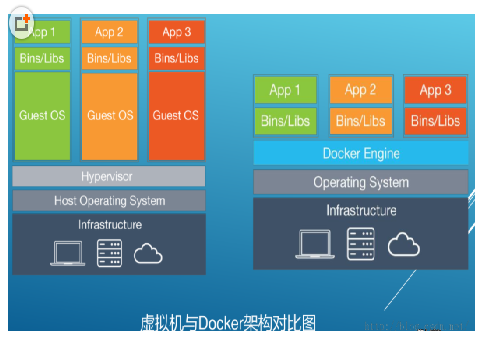 App 1
App 2
App 3
Bins/Libs
Bins/Libs
Bins/Libs
Guest OS
Guest OS
Guest OS
Hypervisor
Host Operating System
Infrastructure
App 1
App 2
App 3
Bins/Libs
Bins/Libs
Bins/Libs
Docker Engine
Operating System
Infrastructure
虚拟机与Docker架构对比图